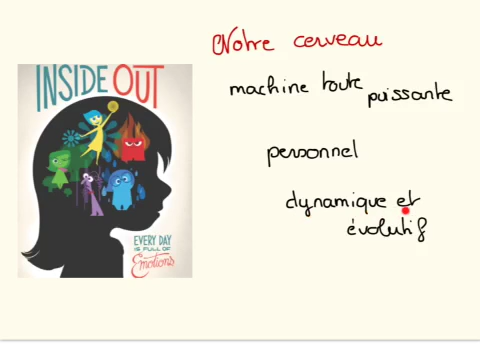 Notre cerveau
INSIDE OUT
machine toute
puissante
personnel
dynamique et
évolutif
EVERY DAY
IS FULL OF
Emotions